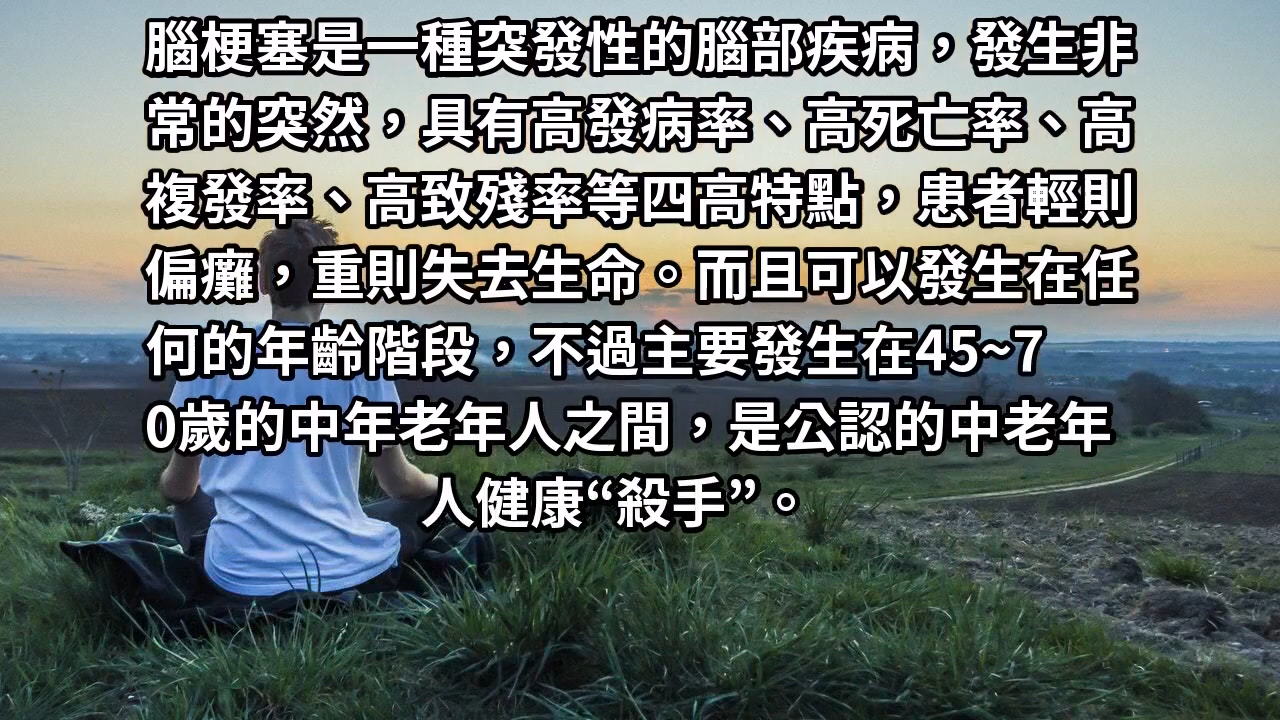 腦梗塞是一種突發性的腦部疾病，發生非
常的突然，具有高發病率、高死亡率、高
複發率、高致殘率等四高特點，患者輕則
偏癱，重則失去生命。而且可以發生在任
何的年齡階段，不過主要發生在45~7
0歲的中年老年人之間，是公認的中老年
人健康“殺手”。